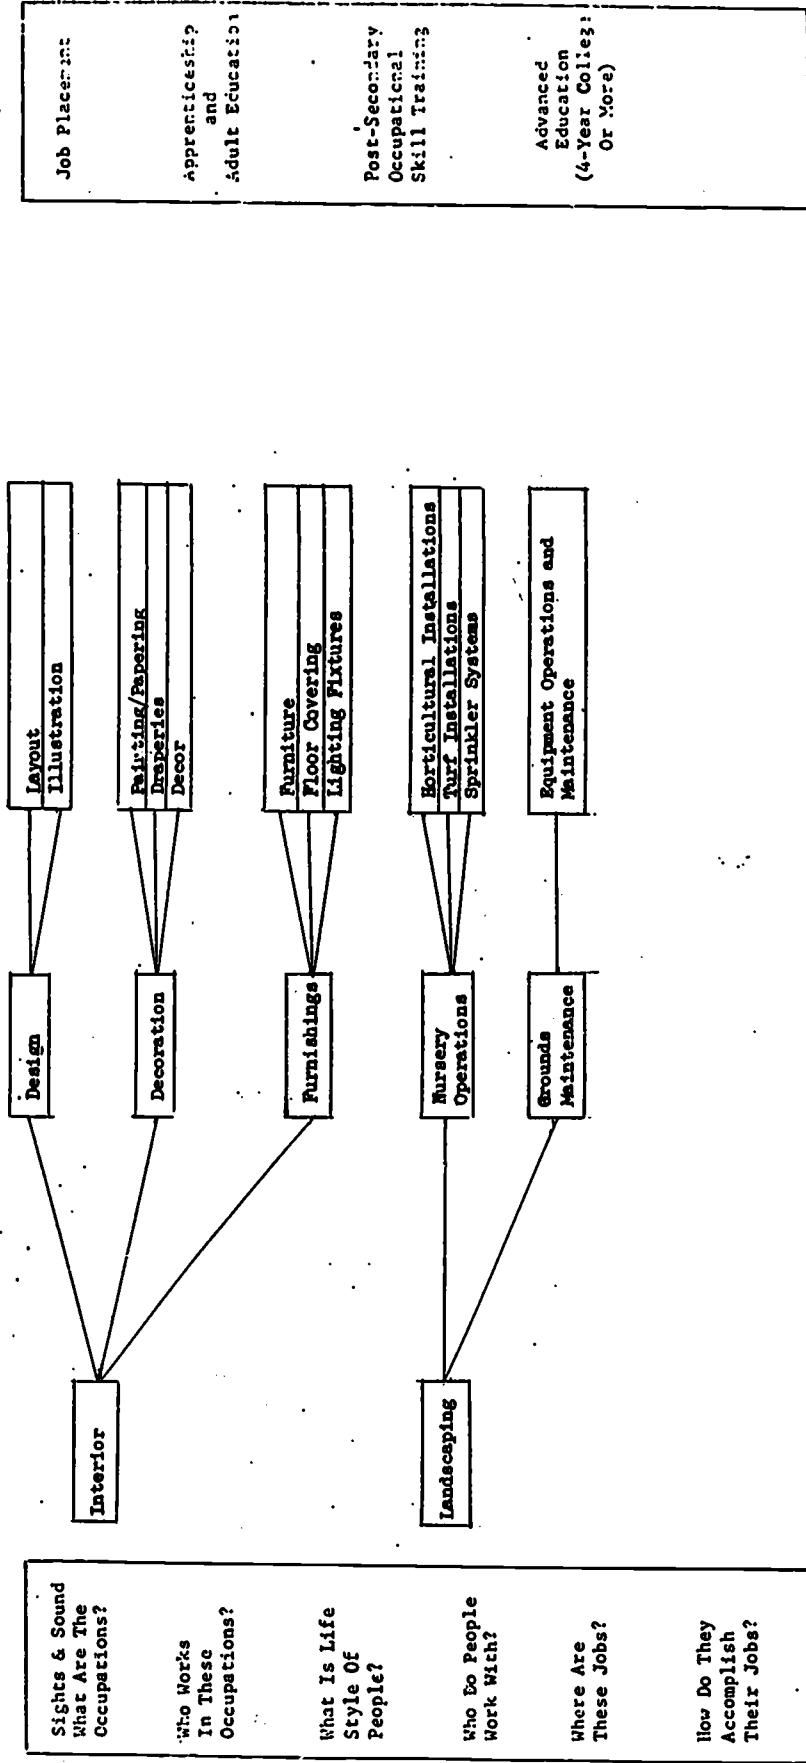 Sights & Sound
What Are The
Occupations?
Who Works
In These
Occupations?
What Is Life
Style Of
People?
Who Do People
Work With?
Where Are
These Jobs?
How Do They
Accomplish
Their Jobs?
Interior
Landscaping
Design
Decoration
Furnishings
Nursery
Operations
Grounds
Maintenance
Layout
Illustration
Painting/Papering
Draperies
Decor
Furniture
Floor Covering
Lighting Fixtures
Horticultural Installations
Turf Installations
Sprinkler Systems
Equipment Operations and
Maintenance
Job Placement
Apprenticeship
and
Adult Education
Post-Secondary
Occupational
Skill Training
Advanced
Education
(4-Year College
Or More)